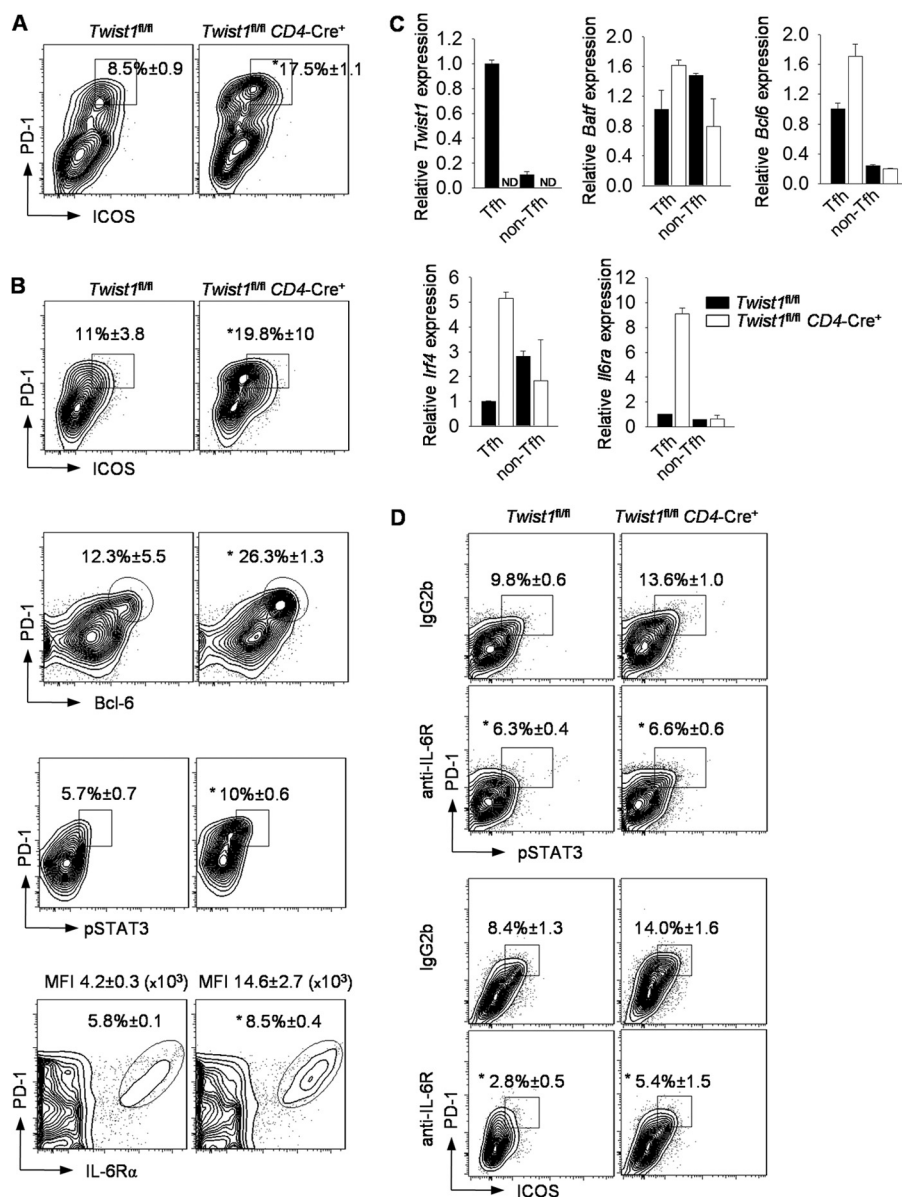 A
Twist1fl/fl
Twist1fl/fl CD4-Cre+
8.5%±0.9
*17.5%±1.1
PD-1
ICOS
B
Twist1fl/fl
Twist1fl/fl CD4-Cre+
11%±3.8
*19.8%±10
PD-1
ICOS
12.3%±5.5
* 26.3%±1.3
PD-1
Bcl-6
5.7%±0.7
* 10%±0.6
PD-1
pSTAT3
MFI 4.2±0.3 (x10³)
MFI 14.6±2.7 (x10³)
5.8%±0.1
*8.5%±0.4
PD-1
IL-6Rα
C
Relative Twist1 expression
1.2
1.0
0.8
0.6
0.4
0.2
0.0
ND
ND
Tfh
non-Tfh
Relative Batf expression
2.0
1.6
1.2
0.8
0.4
0.0
Tfh
non-Tfh
Relative Bcl6 expression
2.0
1.6
1.2
0.8
0.4
0.0
Tfh
non-Tfh
Relative Irf4 expression
6
5
4
3
2
1
0
Tfh
non-Tfh
Relative Il6ra expression
12
10
8
6
4
2
0
Tfh
non-Tfh
Twist1fl/fl
Twist1fl/fl CD4-Cre+
D
Twist1fl/fl
Twist1fl/fl CD4-Cre+
IgG2b
9.8%±0.6
13.6%±1.0
anti-IL-6R
* 6.3%±0.4
* 6.6%±0.6
PD-1
pSTAT3
IgG2b
8.4%±1.3
14.0%±1.6
anti-IL-6R
* 2.8%±0.5
* 5.4%±1.5
PD-1
ICOS